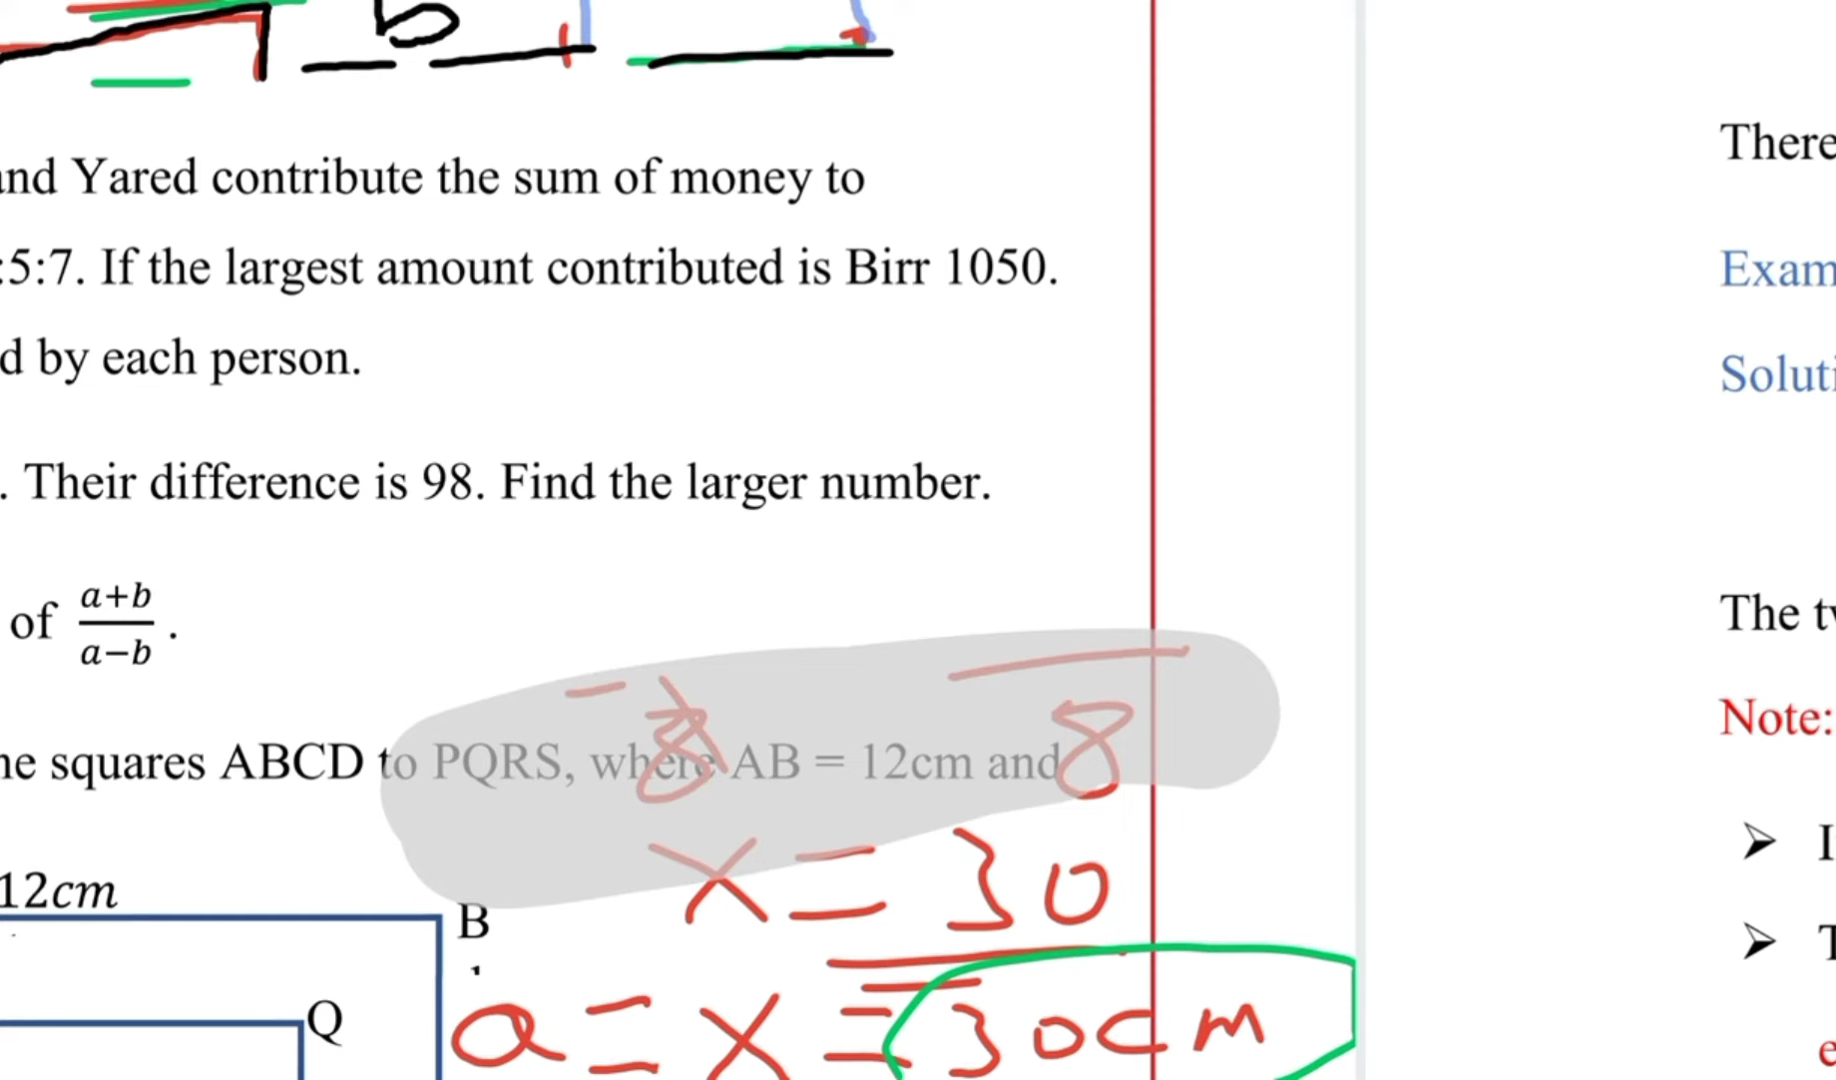 b
and Yared contribute the sum of money to
:5:7. If the largest amount contributed is Birr 1050.
d by each person.
. Their difference is 98. Find the larger number.
of a+b
a−b .
he squares ABCD to PQRS, where AB = 12cm and
8 8
12cm
B
x = 30
Q
a = x = 30cm
There
Exam
Soluti
The tw
Note:
➢ I
➢ T
e